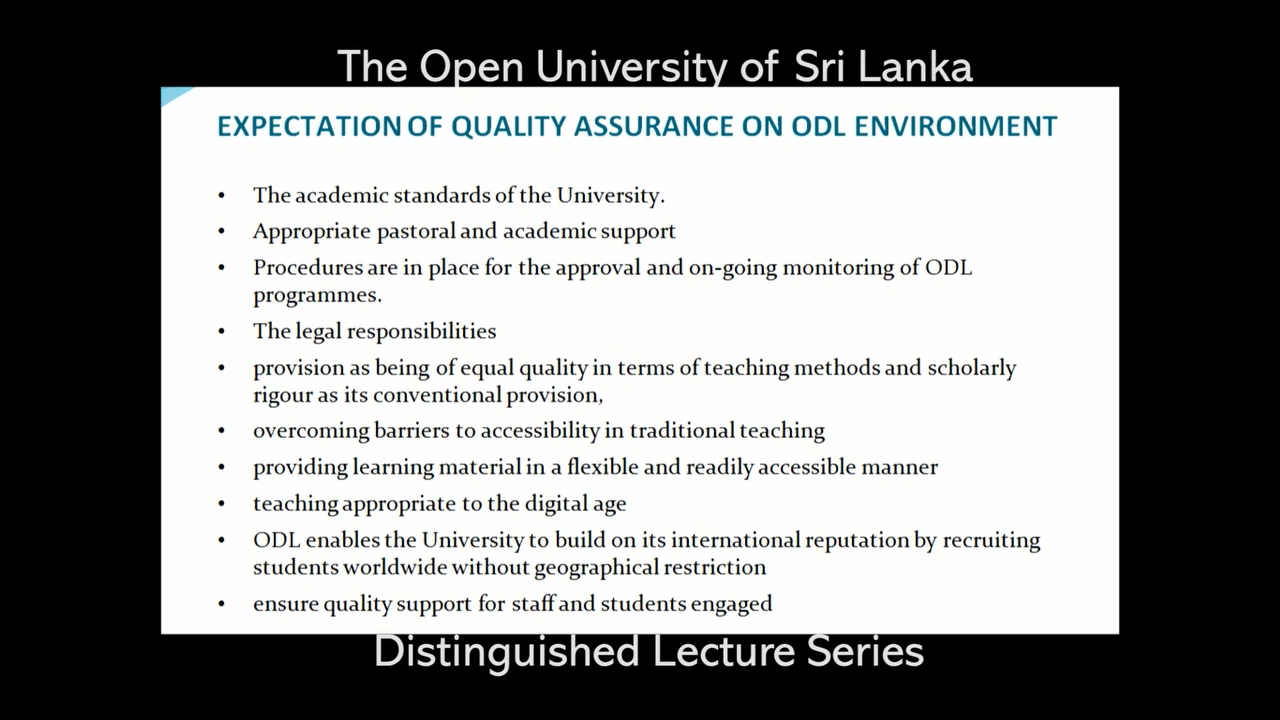 The Open University of Sri Lanka
EXPECTATION OF QUALITY ASSURANCE ON ODL ENVIRONMENT
• The academic standards of the University.
• Appropriate pastoral and academic support
• Procedures are in place for the approval and on-going monitoring of ODL
programmes.
• The legal responsibilities
• provision as being of equal quality in terms of teaching methods and scholarly
rigour as its conventional provision,
• overcoming barriers to accessibility in traditional teaching
• providing learning material in a flexible and readily accessible manner
• teaching appropriate to the digital age
• ODL enables the University to build on its international reputation by recruiting
students worldwide without geographical restriction
• ensure quality support for staff and students engaged
Distinguished Lecture Series